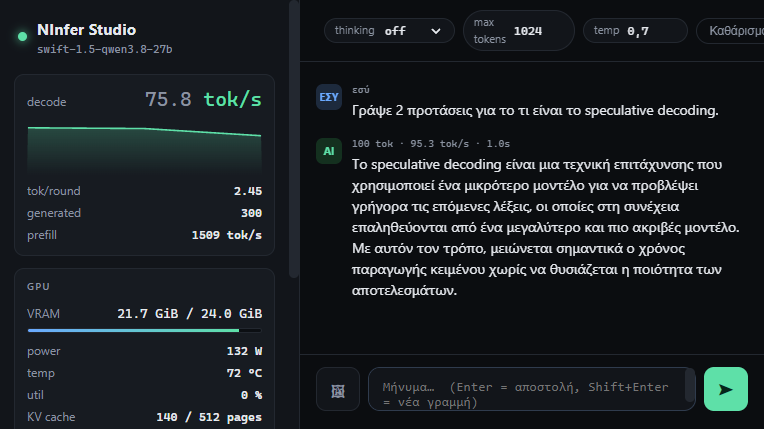 NInfer Studio
swift-1.5-qwen3.8-27b
decode 75.8 tok/s
tok/round 2.45
generated 300
prefill 1509 tok/s
GPU
VRAM 21.7 GiB / 24.0 GiB
power 132 W
temp 72 °C
util 0 %
KV cache 140 / 512 pages
thinking off
max tokens 1024
temp 0,7
Καθάρισμα
ΕΣΥ
εσύ
Γράψε 2 προτάσεις για το τι είναι το speculative decoding.
AI
100 tok · 95.3 tok/s · 1.0s
Το speculative decoding είναι μια τεχνική επιτάχυνσης που
χρησιμοποιεί ένα μικρότερο μοντέλο για να προβλέψει
γρήγορα τις επόμενες λέξεις, οι οποίες στη συνέχεια
επαληθεύονται από ένα μεγαλύτερο και πιο ακριβές μοντέλο.
Με αυτόν τον τρόπο, μειώνεται σημαντικά ο χρόνος
παραγωγής κειμένου χωρίς να θυσιάζεται η ποιότητα των
αποτελεσμάτων.
Μήνυμα… (Enter = αποστολή, Shift+Enter
= νέα γραμμή)